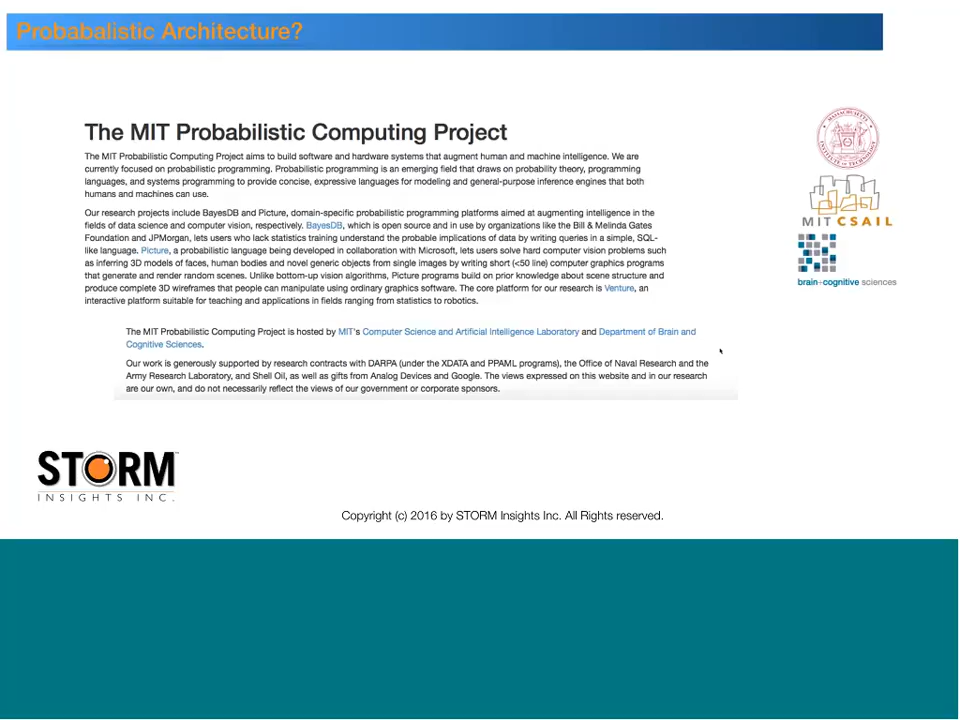 Probabalistic Architecture?
The MIT Probabilistic Computing Project
The MIT Probabilistic Computing Project aims to build software and hardware systems that augment human and machine intelligence. We are
currently focused on probabilistic programming. Probabilistic programming is an emerging field that draws on probability theory, programming
languages, and systems programming to provide concise, expressive languages for modeling and general-purpose inference engines that both
humans and machines can use.
Our research projects include BayesDB and Picture, domain-specific probabilistic programming platforms aimed at augmenting intelligence in the
fields of data science and computer vision, respectively. BayesDB, which is open source and in use by organizations like the Bill & Melinda Gates
Foundation and JPMorgan, lets users who lack statistics training understand the probable implications of data by writing queries in a simple, SQL-
like language. Picture, a probabilistic language being developed in collaboration with Microsoft, lets users solve hard computer vision problems such
as inferring 3D models of faces, human bodies and novel generic objects from single images by writing short (<50 line) computer graphics programs
that generate and render random scenes. Unlike bottom-up vision algorithms, Picture programs build on prior knowledge about scene structure and
produce complete 3D wireframes that people can manipulate using ordinary graphics software. The core platform for our research is Venture, an
interactive platform suitable for teaching and applications in fields ranging from statistics to robotics.
The MIT Probabilistic Computing Project is hosted by MIT's Computer Science and Artificial Intelligence Laboratory and Department of Brain and
Cognitive Sciences.
Our work is generously supported by research contracts with DARPA (under the XDATA and PPAML programs), the Office of Naval Research and the
Army Research Laboratory, and Shell Oil, as well as gifts from Analog Devices and Google. The views expressed on this website and in our research
are our own, and do not necessarily reflect the views of our government or corporate sponsors.
MIT CSAIL
brain+cognitive sciences
STORM
INSIGHTS INC.
Copyright (c) 2016 by STORM Insights Inc. All Rights reserved.